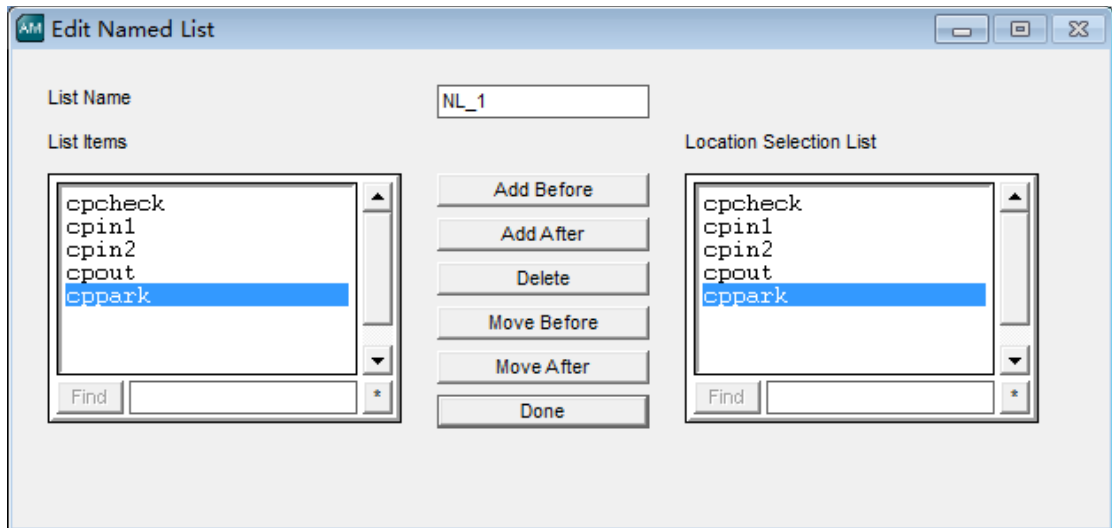 AM Edit Named List
List Name
NL_1
List Items
Location Selection List
cpcheck
cpin1
cpin2
cpout
cppark
Find
*
Add Before
Add After
Delete
Move Before
Move After
Done
cpcheck
cpin1
cpin2
cpout
cppark
Find
*